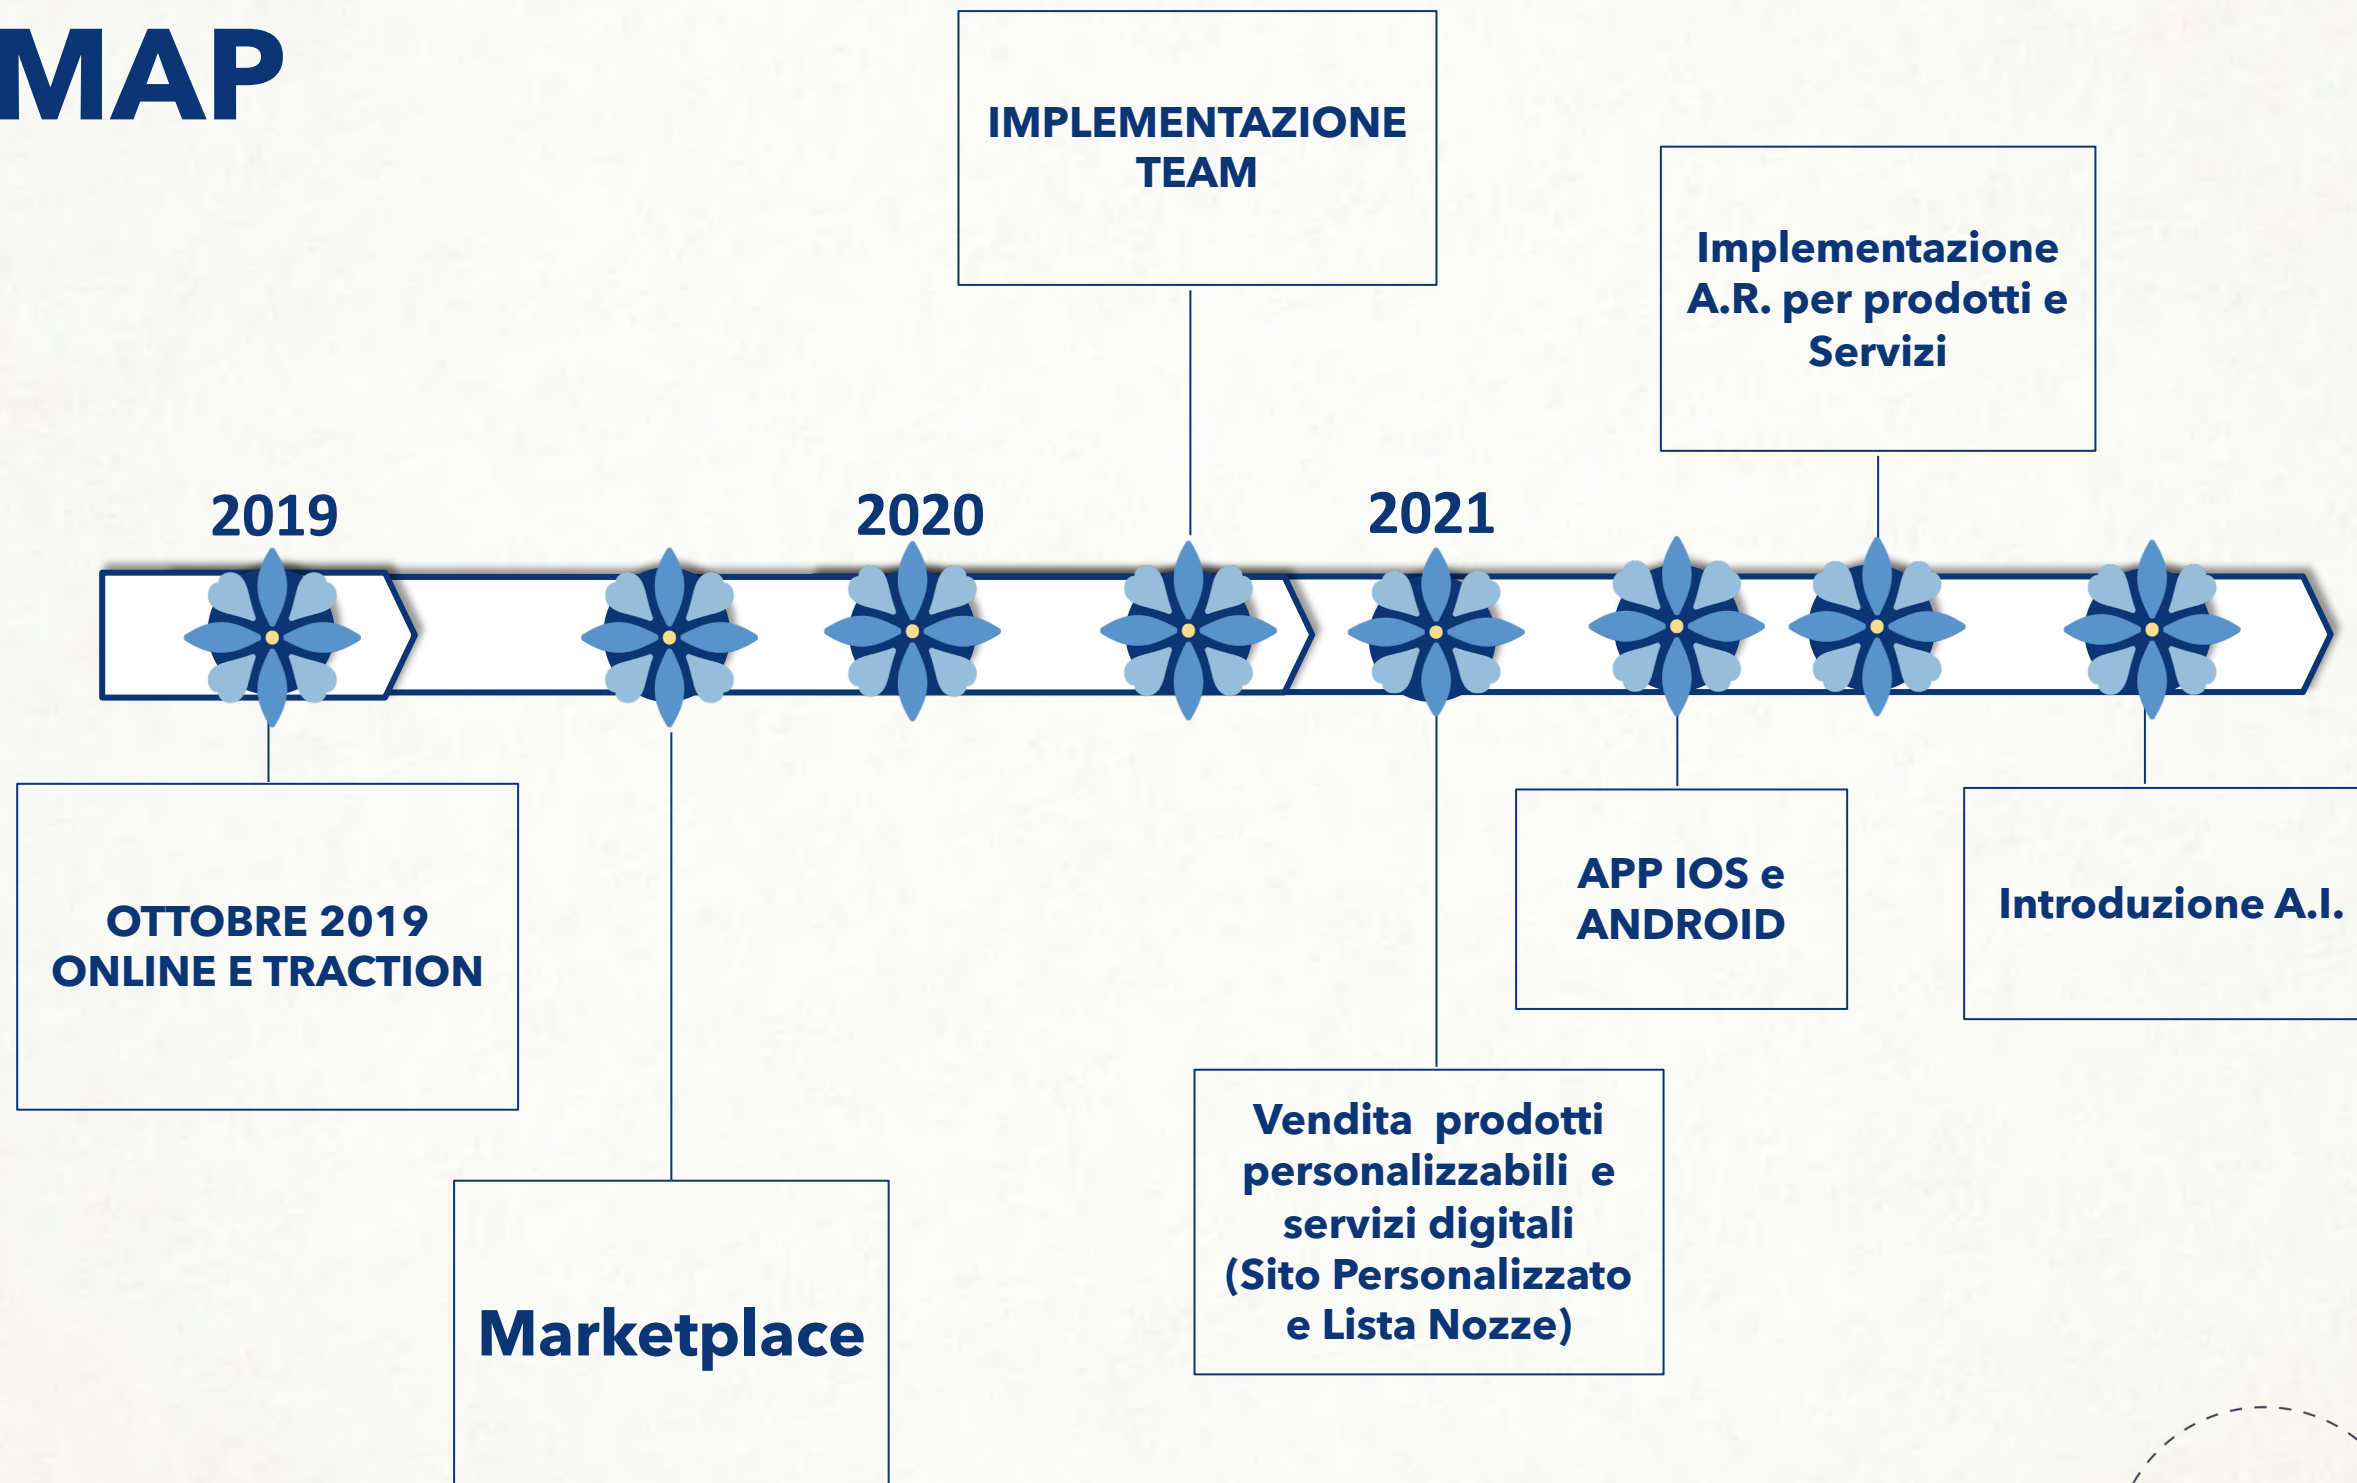 MAP
IMPLEMENTAZIONE
TEAM
Implementazione
A.R. per prodotti e
Servizi
2019
2020
2021
OTTOBRE 2019
ONLINE E TRACTION
Marketplace
Vendita prodotti
personalizzabili e
servizi digitali
(Sito Personalizzato
e Lista Nozze)
APP IOS e
ANDROID
Introduzione A.I.